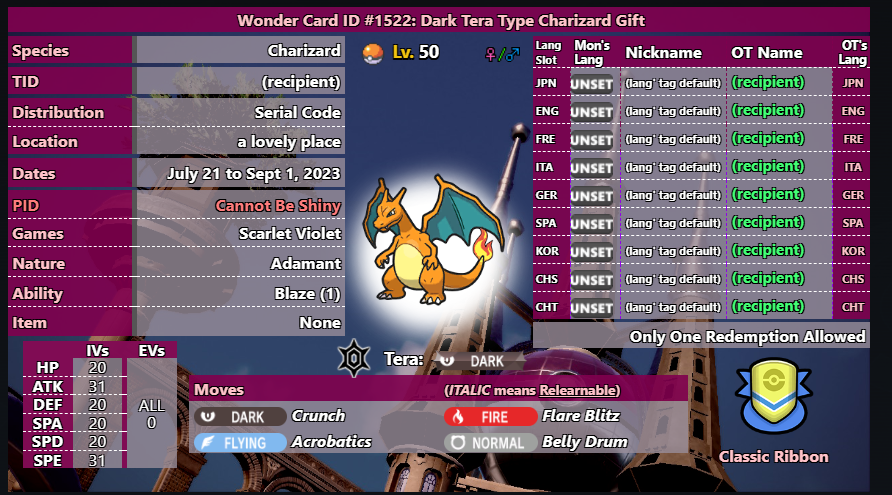 Wonder Card ID #1522: Dark Tera Type Charizard Gift
Species Charizard
TID (recipient)
Distribution Serial Code
Location a lovely place
Dates July 21 to Sept 1, 2023
PID Cannot Be Shiny
Games Scarlet Violet
Nature Adamant
Ability Blaze (1)
Item None
Lv. 50 ♀/♂
Lang Slot Mon's Lang Nickname OT Name OT's Lang
JPN UNSET (lang' tag default) (recipient) JPN
ENG UNSET (lang' tag default) (recipient) ENG
FRE UNSET (lang' tag default) (recipient) FRE
ITA UNSET (lang' tag default) (recipient) ITA
GER UNSET (lang' tag default) (recipient) GER
SPA UNSET (lang' tag default) (recipient) SPA
KOR UNSET (lang' tag default) (recipient) KOR
CHS UNSET (lang' tag default) (recipient) CHS
CHT UNSET (lang' tag default) (recipient) CHT
Only One Redemption Allowed
IVs EVs
HP 20
ATK 31
DEF 20
SPA 20
SPD 20
SPE 31
ALL
0
Tera: DARK
Moves (ITALIC means Relearnable)
DARK Crunch FIRE Flare Blitz
FLYING Acrobatics NORMAL Belly Drum
Classic Ribbon